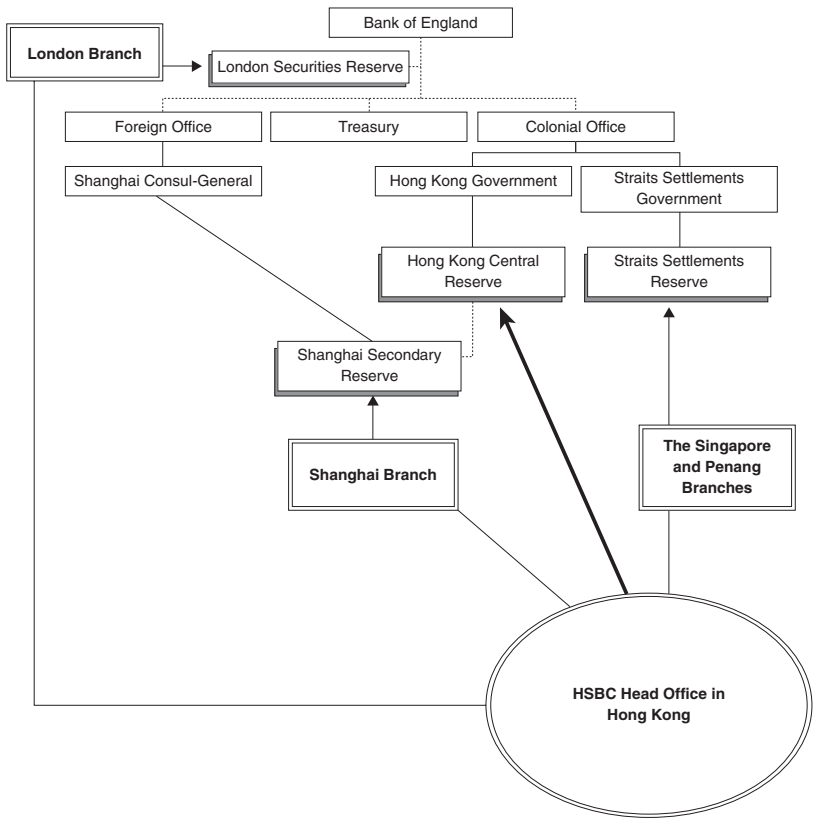 Bank of England
London Branch
London Securities Reserve
Foreign Office
Treasury
Colonial Office
Shanghai Consul-General
Hong Kong Government
Straits Settlements
Government
Hong Kong Central
Reserve
Straits Settlements
Reserve
Shanghai Secondary
Reserve
Shanghai Branch
The Singapore
and Penang
Branches
HSBC Head Office in
Hong Kong